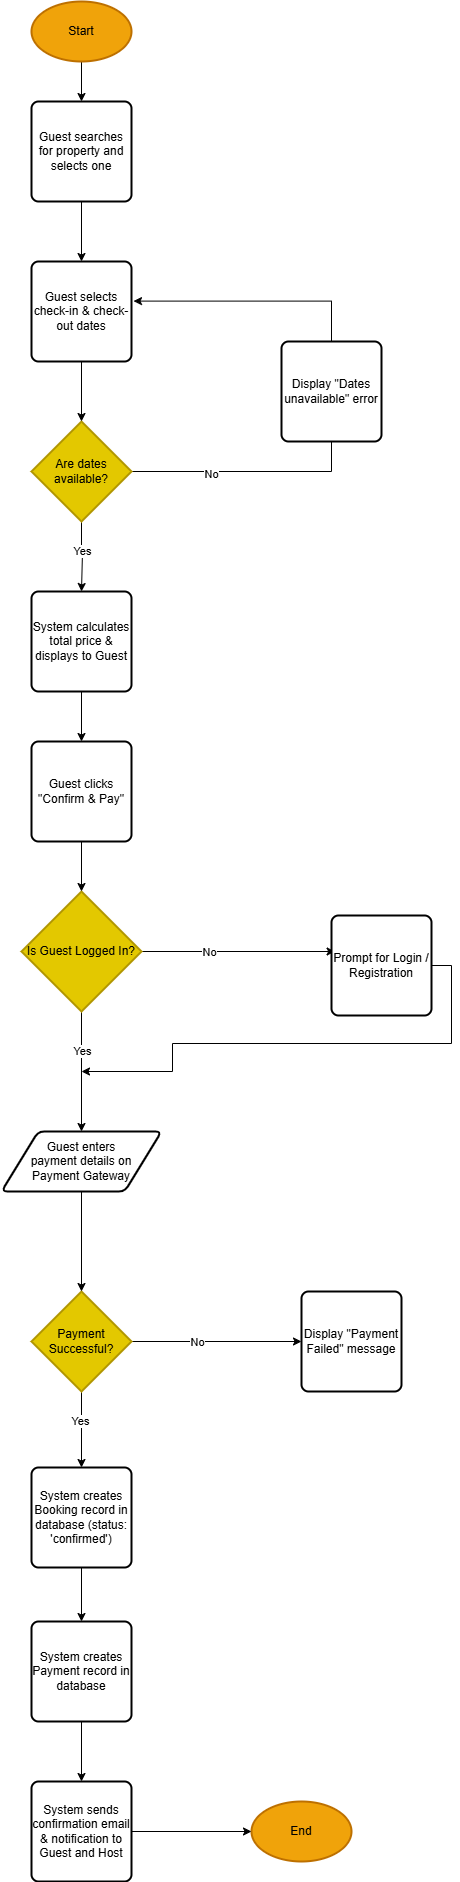 Start
Guest searches
for property and
selects one
Guest selects
check-in & check-
out dates
Display "Dates
unavailable" error
Are dates
available?
No
Yes
System calculates
total price &
displays to Guest
Guest clicks
"Confirm & Pay"
Is Guest Logged In?
No
Prompt for Login /
Registration
Yes
Guest enters
payment details on
Payment Gateway
Payment
Successful?
No
Display "Payment
Failed" message
Yes
System creates
Booking record in
database (status:
'confirmed')
System creates
Payment record in
database
System sends
confirmation email
& notification to
Guest and Host
End